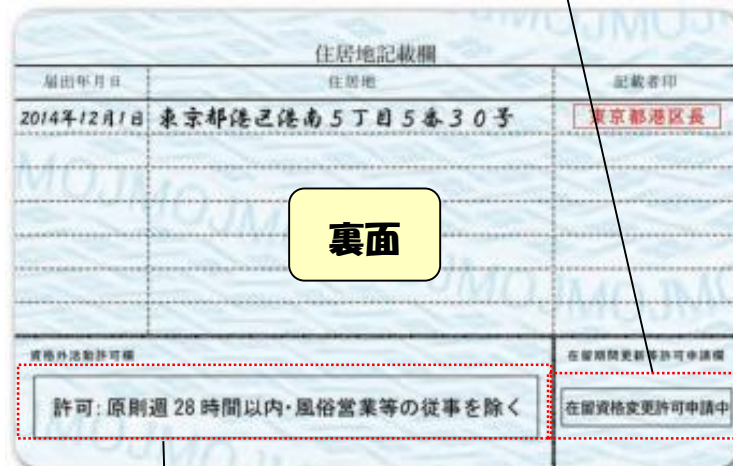 住居地記載欄
届出年月日 住居地 記載者印
2014年12月1日 東京都港区港南5丁目5番30号 東京都港区長
裏面
資格外活動許可欄 在留期間更新等許可申請欄
許可:原則週28時間以内・風俗営業等の従事を除く 在留資格変更許可申請中
MOJMOJMOJ